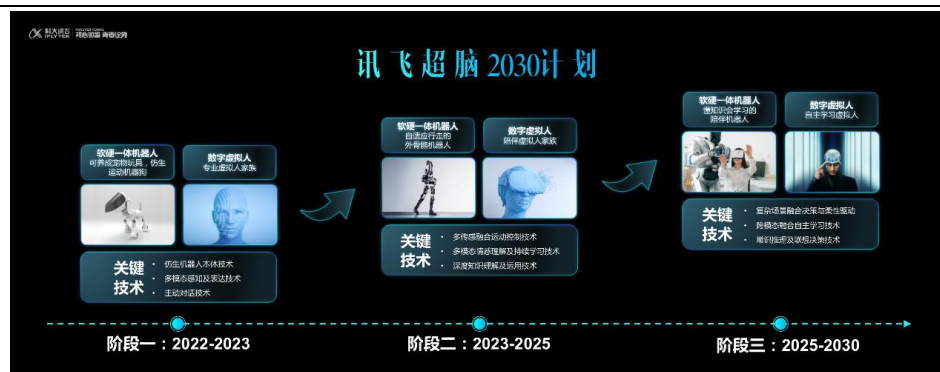 科大讯飞
IFLYTEK
讯飞超脑 2030计划
软硬一体机器人
可养成宠物玩具，仿生
运动机器狗
数字虚拟人
专业虚拟人家族
关键
技术
· 仿生机器人本体技术
· 多模态感知及表达技术
· 主动对话技术
软硬一体机器人
自适应行走的
外骨骼机器人
数字虚拟人
陪伴虚拟人家族
关键
技术
· 多传感融合运动控制技术
· 多模态情感理解及持续学习技术
· 深度知识理解及运用技术
软硬一体机器人
懂知识会学习的
陪伴机器人
数字虚拟人
自主学习虚拟人
关键
技术
· 复杂场景融合决策与柔性驱动
· 跨模态融合自主学习技术
· 常识推理及联想决策技术
阶段一：2022-2023
阶段二：2023-2025
阶段三：2025-2030